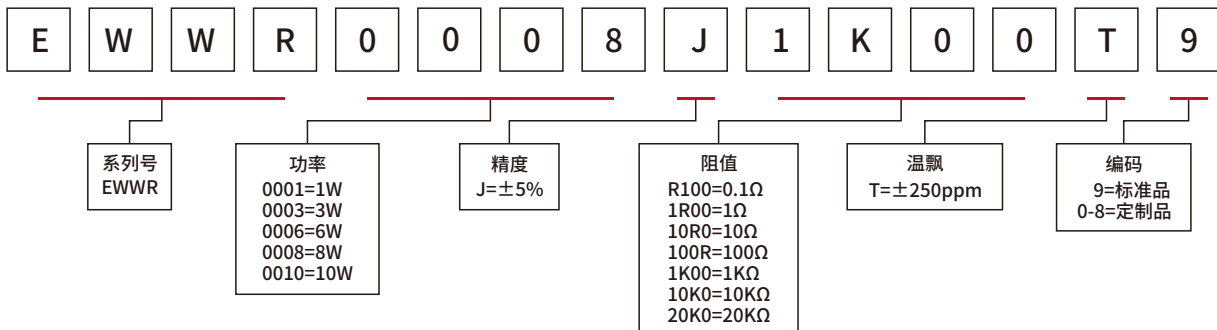 E W W R 0 0 0 8 J 1 K 0 0 T 9
系列号
EWWR
功率
0001=1W
0003=3W
0006=6W
0008=8W
0010=10W
精度
J=±5%
阻值
R100=0.1Ω
1R00=1Ω
10R0=10Ω
100R=100Ω
1K00=1KΩ
10K0=10KΩ
20K0=20KΩ
温飘
T=±250ppm
编码
9=标准品
0-8=定制品